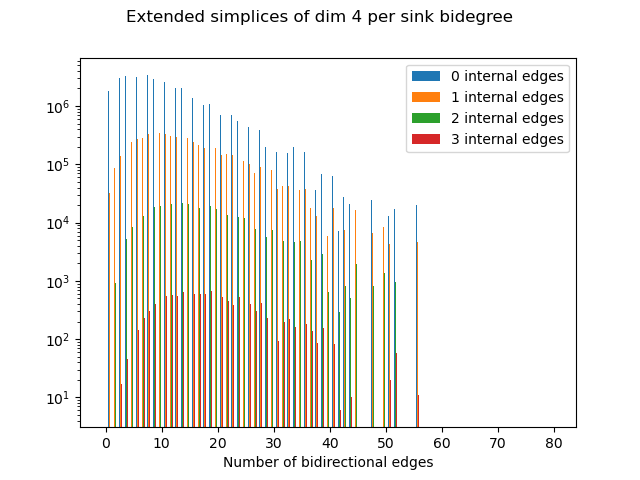 Extended simplices of dim 4 per sink bidegree
0 internal edges
1 internal edges
2 internal edges
3 internal edges
10^6
10^5
10^4
10^3
10^2
10^1
0 10 20 30 40 50 60 70 80
Number of bidirectional edges